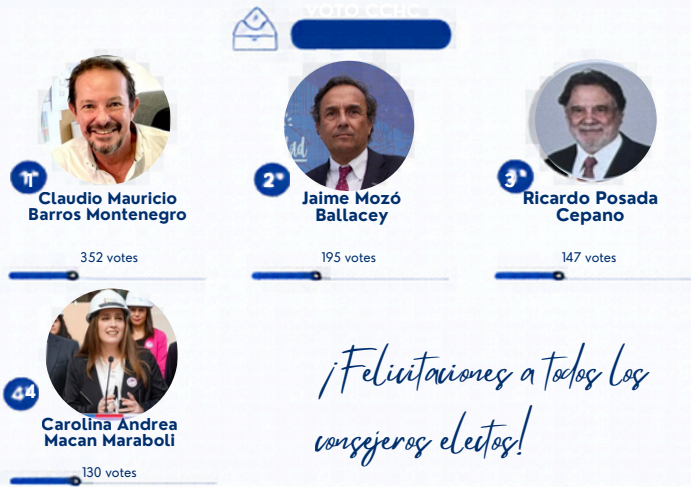 VOTO CCHC
1°
Claudio Mauricio
Barros Montenegro
352 votes
2°
Jaime Mozó
Ballacey
195 votes
3°
Ricardo Posada
Cepano
147 votes
4
Carolina Andrea
Macan Maraboli
130 votes
¡Felicitaciones a todos los
consejeros electos!